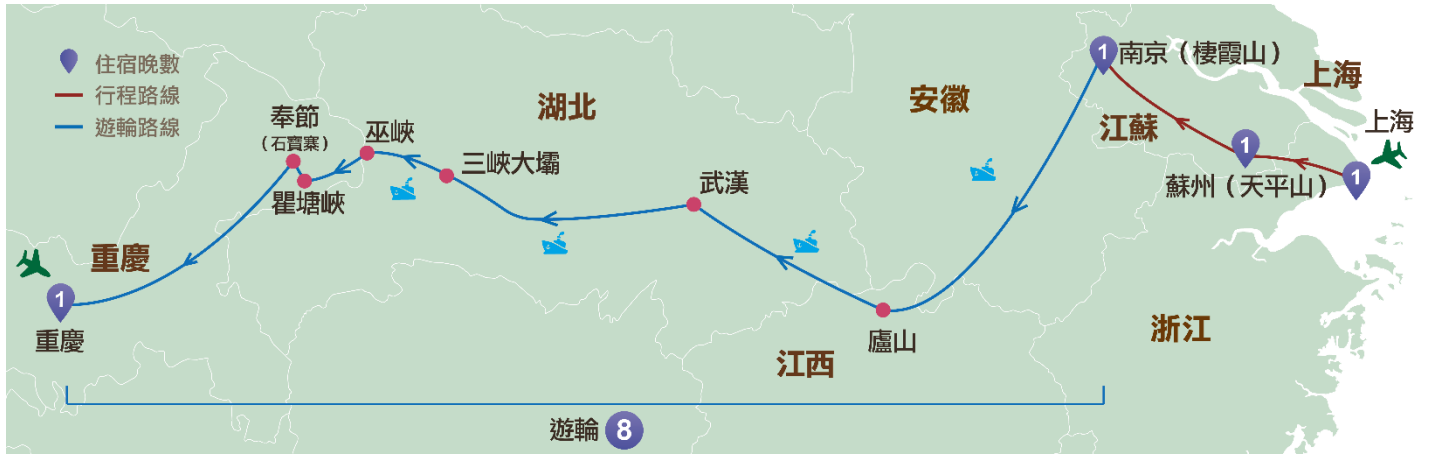 住宿晚數
行程路線
遊輪路線
湖北
安徽
江蘇
上海
浙江
江西
重慶
奉節
(石寶寨)
瞿塘峽
巫峽
三峽大壩
武漢
廬山
1
南京（棲霞山）
1
蘇州（天平山）
上海
1
1
重慶
遊輪 8